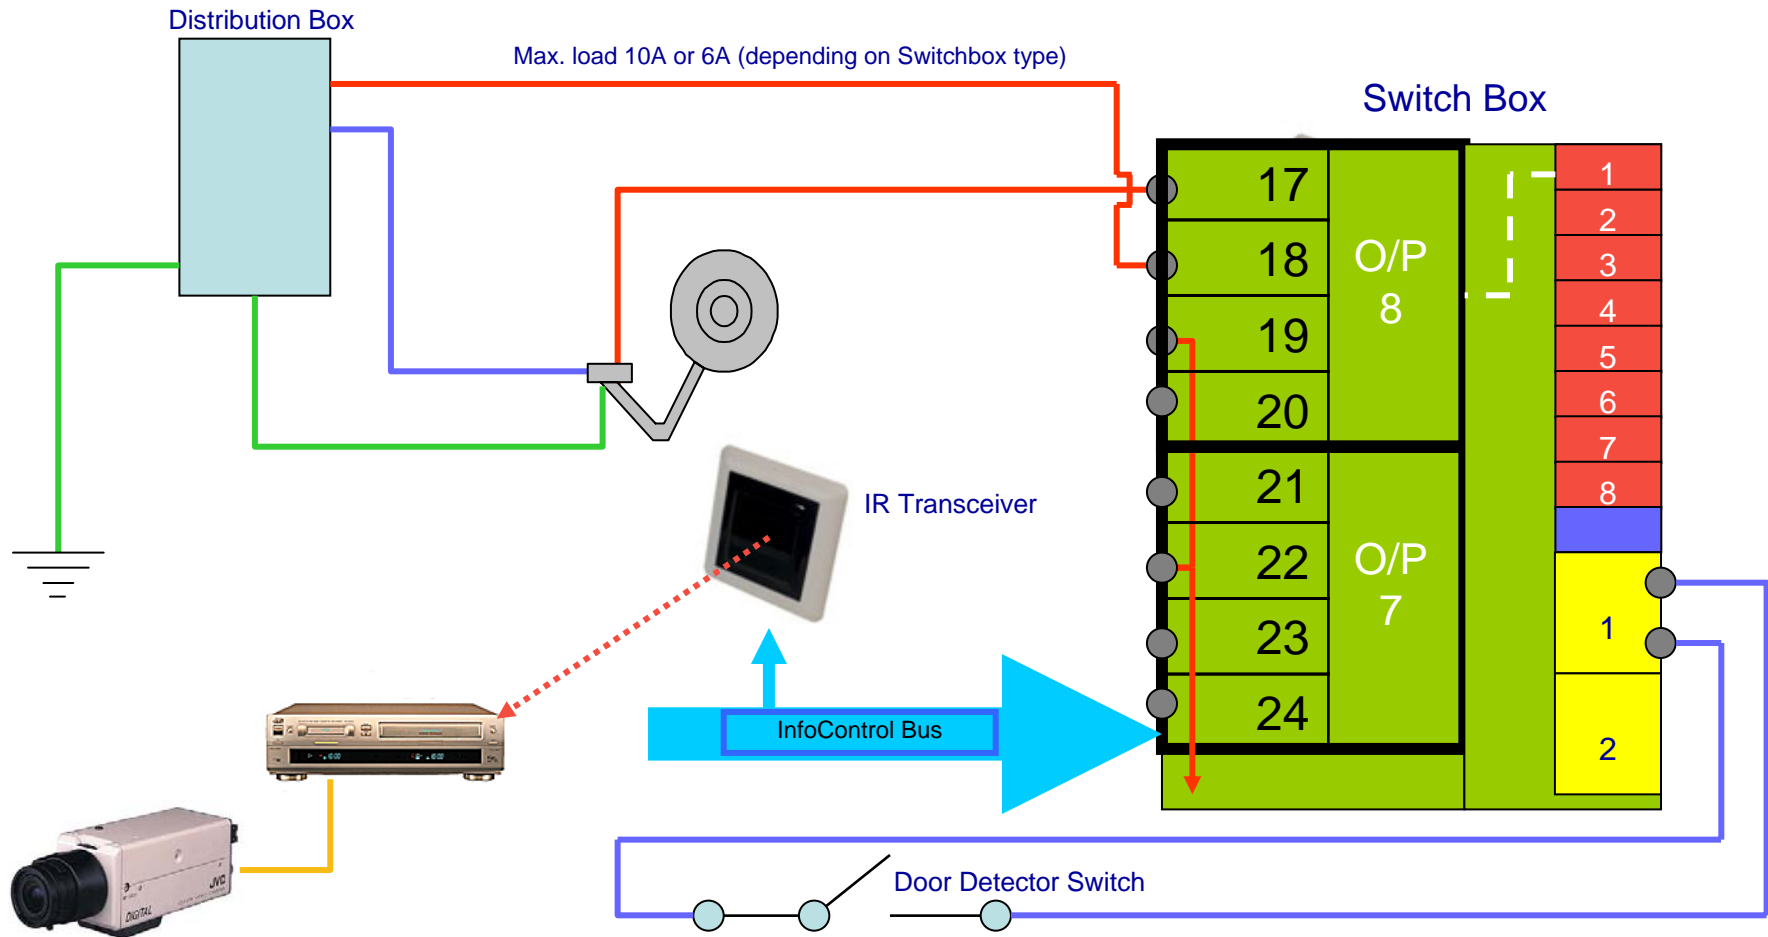 Distribution Box
Max. load 10A or 6A (depending on Switchbox type)
Switch Box
17
18
19
20
O/P
8
21
22
23
24
O/P
7
1
2
3
4
5
6
7
8
1
2
IR Transceiver
InfoControl Bus
Door Detector Switch
JVC
DIGITAL